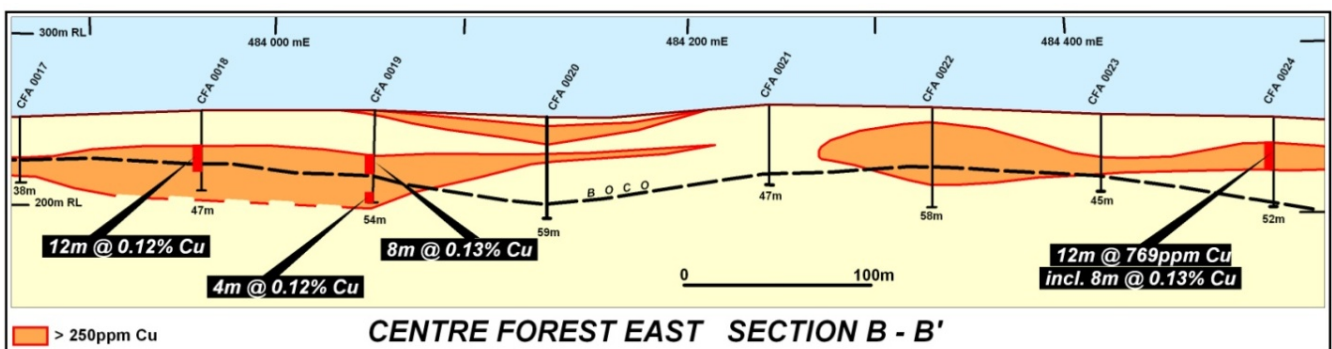 300m RL
484 000 mE
484 200 mE
484 400 mE
CFA 0017
CFA 0018
CFA 0019
CFA 0020
CFA 0021
CFA 0022
CFA 0023
CFA 0024
BOCO
38m
200m RL
47m
54m
59m
47m
58m
45m
52m
12m @ 0.12% Cu
8m @ 0.13% Cu
4m @ 0.12% Cu
12m @ 769ppm Cu
incl. 8m @ 0.13% Cu
0 100m
> 250ppm Cu
CENTRE FOREST EAST SECTION B - B'